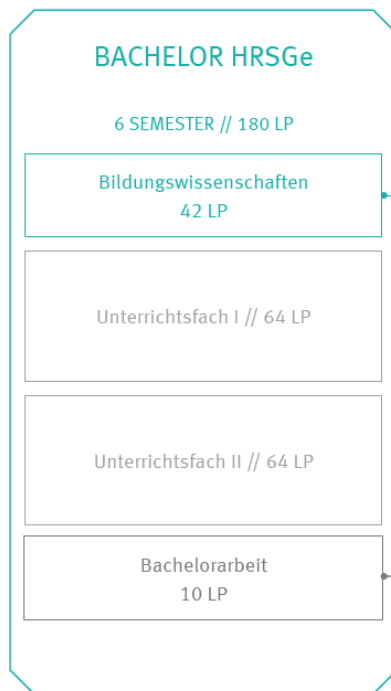 BACHELOR HRSGe
6 SEMESTER // 180 LP
Bildungswissenschaften
42 LP
Unterrichtsfach I // 64 LP
Unterrichtsfach II // 64 LP
Bachelorarbeit
10 LP